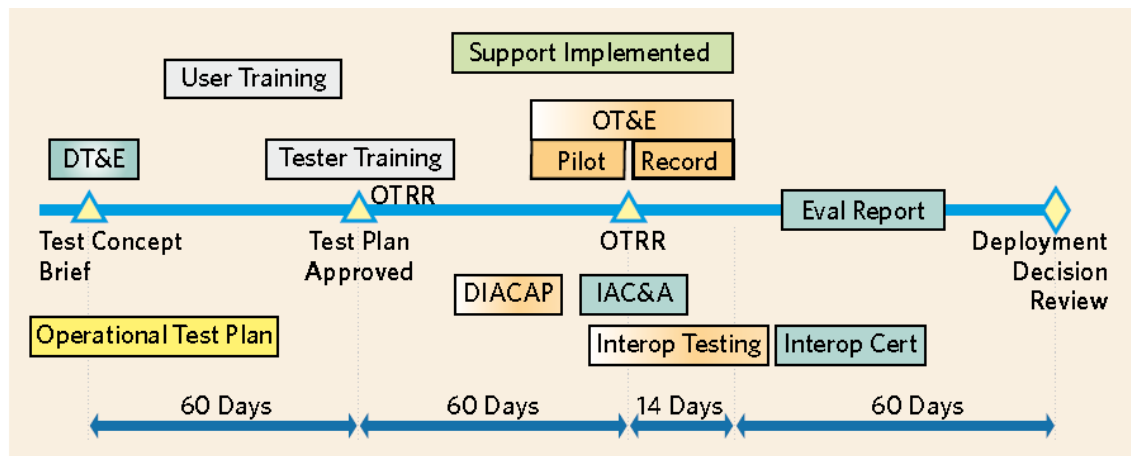 Support Implemented
User Training
OT&E
DT&E
Tester Training
Pilot
Record
OTRR
Eval Report
Test Concept
Brief
Test Plan
Approved
OTRR
Deployment
Decision
Review
DIACAP
IAC&A
Operational Test Plan
Interop Testing
Interop Cert
60 Days
60 Days
14 Days
60 Days